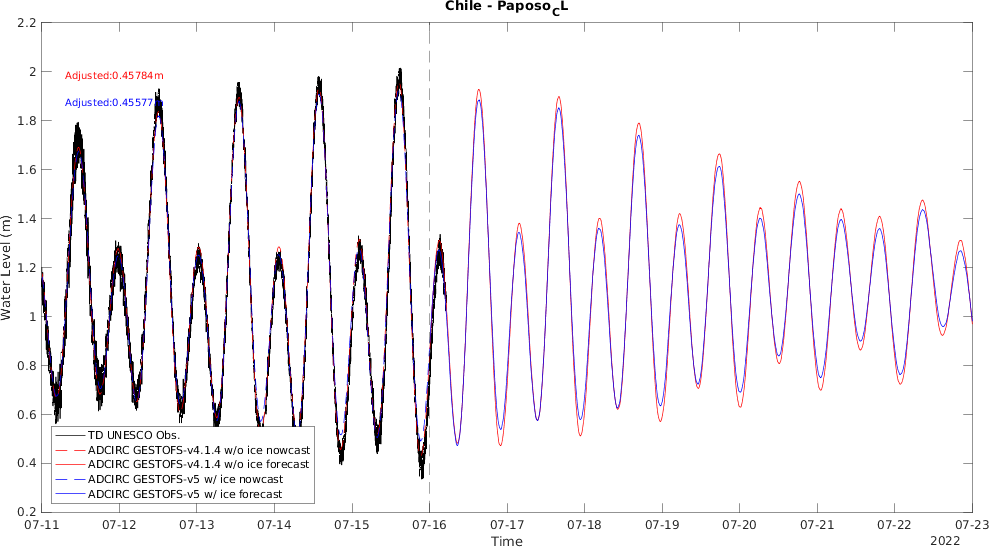 Chile - PaposoCL
2.2
2
1.8
1.6
1.4
1.2
1
0.8
0.6
0.4
0.2
Water Level (m)
Adjusted:0.45784m
Adjusted:0.45577m
TD UNESCO Obs.
ADCIRC GESTOFS-v4.1.4 w/o ice nowcast
ADCIRC GESTOFS-v4.1.4 w/o ice forecast
ADCIRC GESTOFS-v5 w/ ice nowcast
ADCIRC GESTOFS-v5 w/ ice forecast
07-11 07-12 07-13 07-14 07-15 07-16 07-17 07-18 07-19 07-20 07-21 07-22 07-23
Time
2022